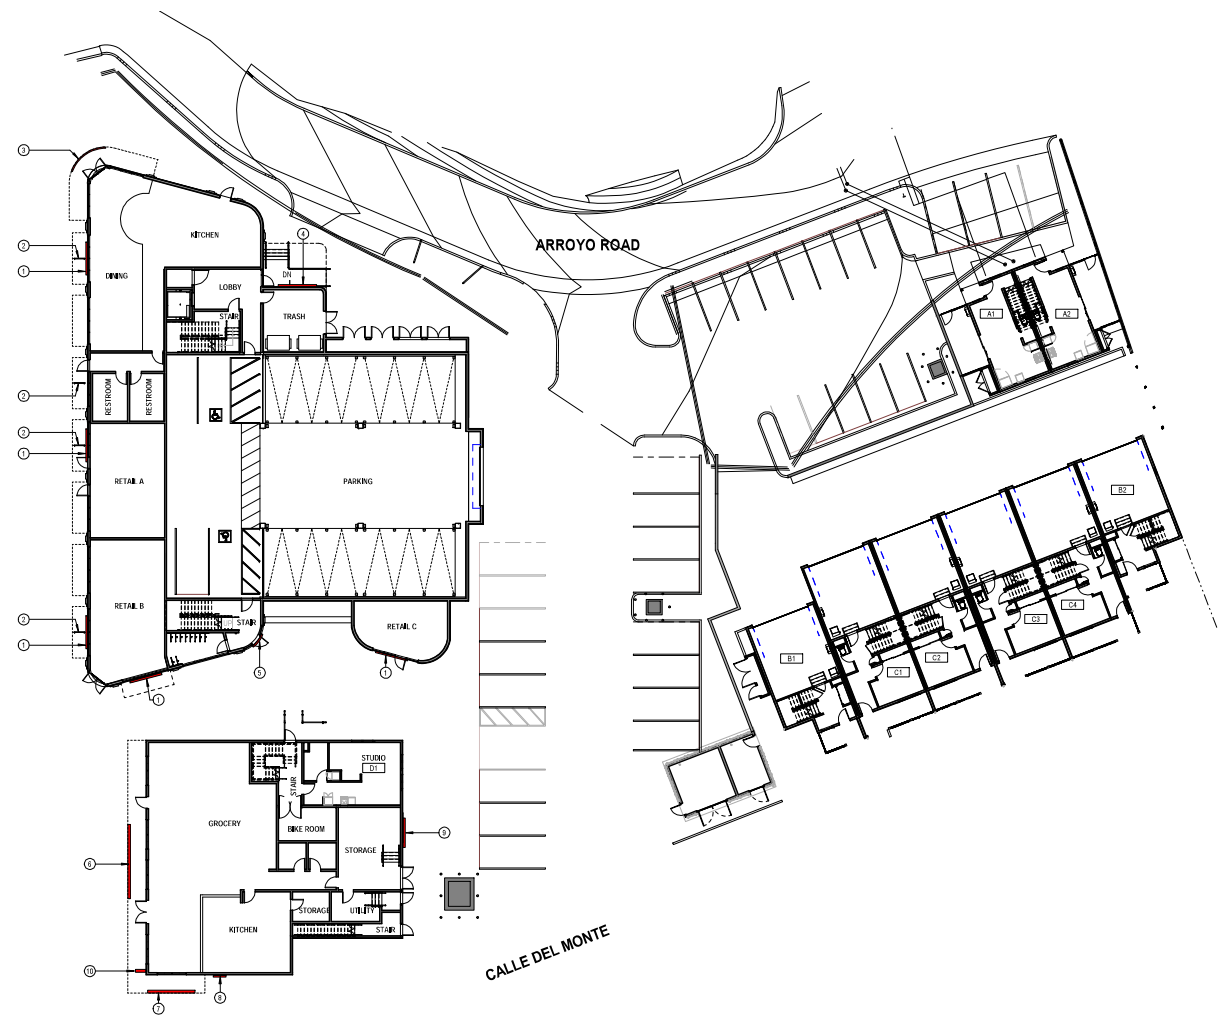 3
KITCHEN
4
ARROYO ROAD
2
1
DINING
DN
LOBBY
STAIR
TRASH
A1
A2
2
RESTROOM
RESTROOM
2
1
RETAIL A
PARKING
B2
RETAIL B
2
1
STAIR
UP
RETAIL C
C4
C3
B1
C2
C1
5
1
1
STUDIO
D1
STAIR
GROCERY
BIKE ROOM
9
STORAGE
6
STORAGE
UTILITY
KITCHEN
STAIR
CALLE DEL MONTE
10
8
7